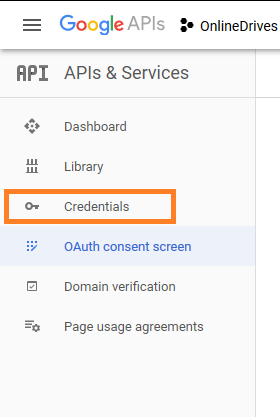 Google APIs OnlineDrives
API APIs & Services
Dashboard
Library
Credentials
OAuth consent screen
Domain verification
Page usage agreements